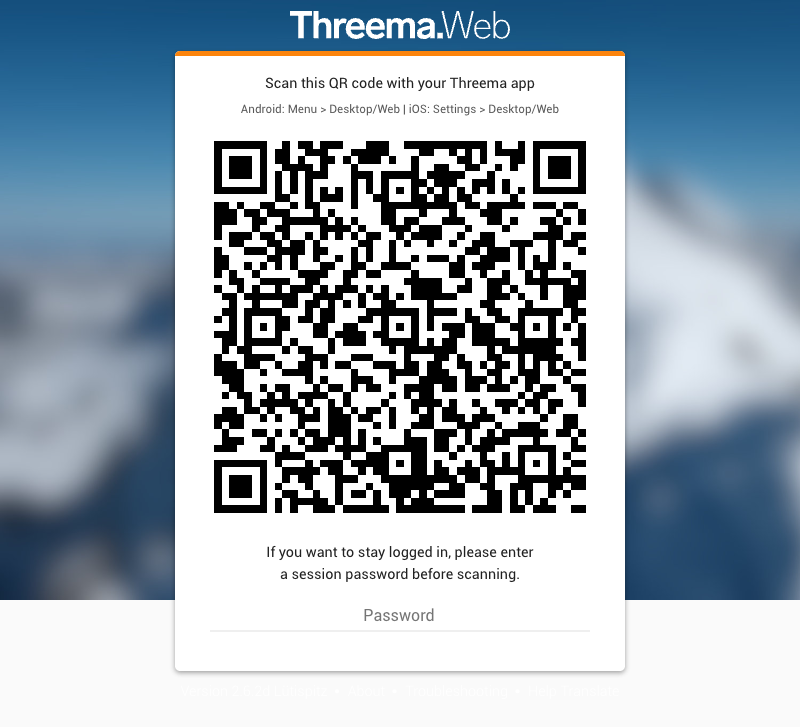 Threema.Web
Scan this QR code with your Threema app
Android: Menu > Desktop/Web | iOS: Settings > Desktop/Web
If you want to stay logged in, please enter
a session password before scanning.
Password